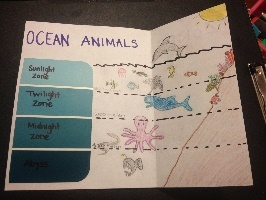 OCEAN ANIMALS
Sunlight
Zone
Twilight
Zone
Midnight
Zone
Abyss